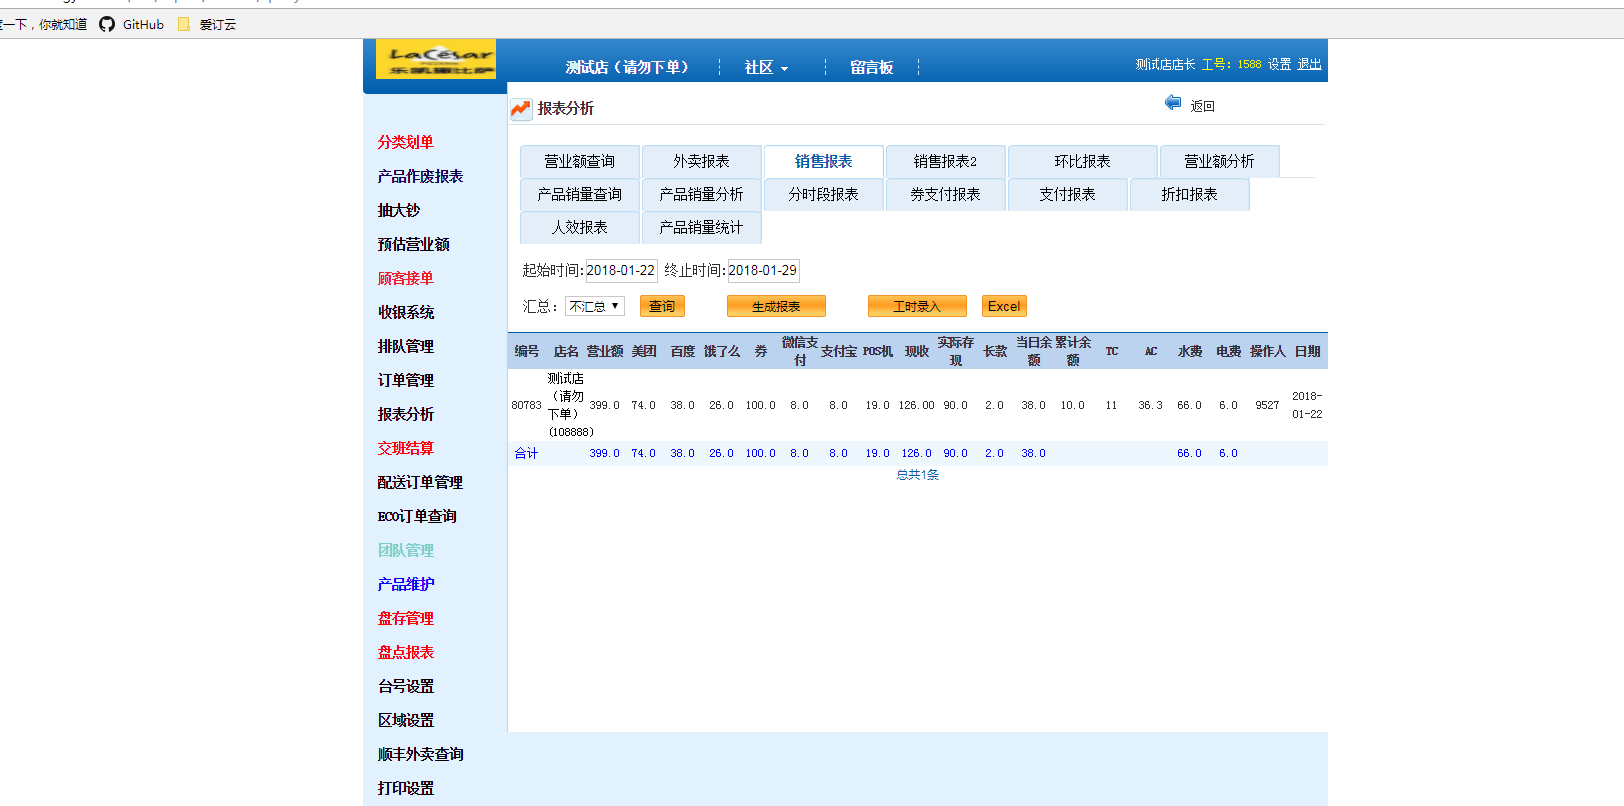 一下，你就知道 GitHub 爱订云
LaCésar
乐凯撒比萨
测试店（请勿下单） 社区 留言板 测试店店长 工号：1588 设置 退出
报表分析 返回
分类划单
产品作废报表
抽大钞
预估营业额
顾客接单
收银系统
排队管理
订单管理
报表分析
交班结算
配送订单管理
ECO订单查询
团队管理
产品维护
盘存管理
盘点报表
台号设置
区域设置
顺丰外卖查询
打印设置
营业额查询 外卖报表 销售报表 销售报表2 环比报表 营业额分析
产品销量查询 产品销量分析 分时段报表 券支付报表 支付报表 折扣报表
人效报表 产品销量统计
起始时间:2018-01-22 终止时间:2018-01-29
汇总： 不汇总 查询 生成报表 工时录入 Excel
编号 店名 营业额 美团 百度 饿了么 券 微信支付 支付宝 POS机 现收 实际存现 长款 当日余额 累计余额 TC AC 水费 电费 操作人 日期
80783 测试店（请勿下单）(108888) 399.0 74.0 38.0 26.0 100.0 8.0 8.0 19.0 126.00 90.0 2.0 38.0 10.0 11 36.3 66.0 6.0 9527 2018-01-22
合计 399.0 74.0 38.0 26.0 100.0 8.0 8.0 19.0 126.0 90.0 2.0 38.0 66.0 6.0
总共1条